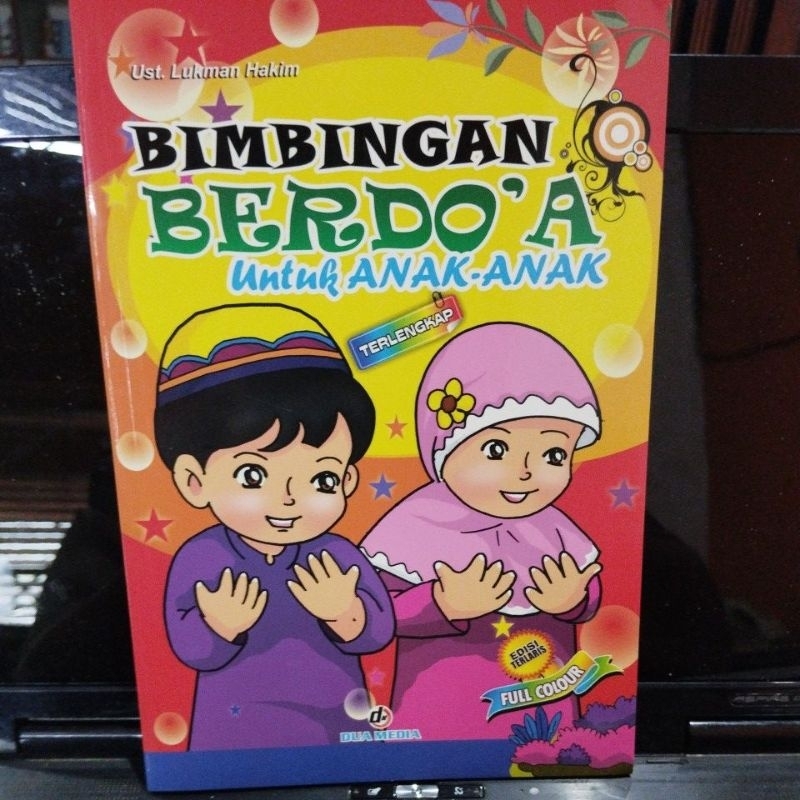 Ust. Lukman Hakim
BIMBINGAN
BERDO'A
Untuk ANAK-ANAK
TERLENGKAP
EDISI
TERLARIS
FULL COLOUR
d.
DUA MEDIA